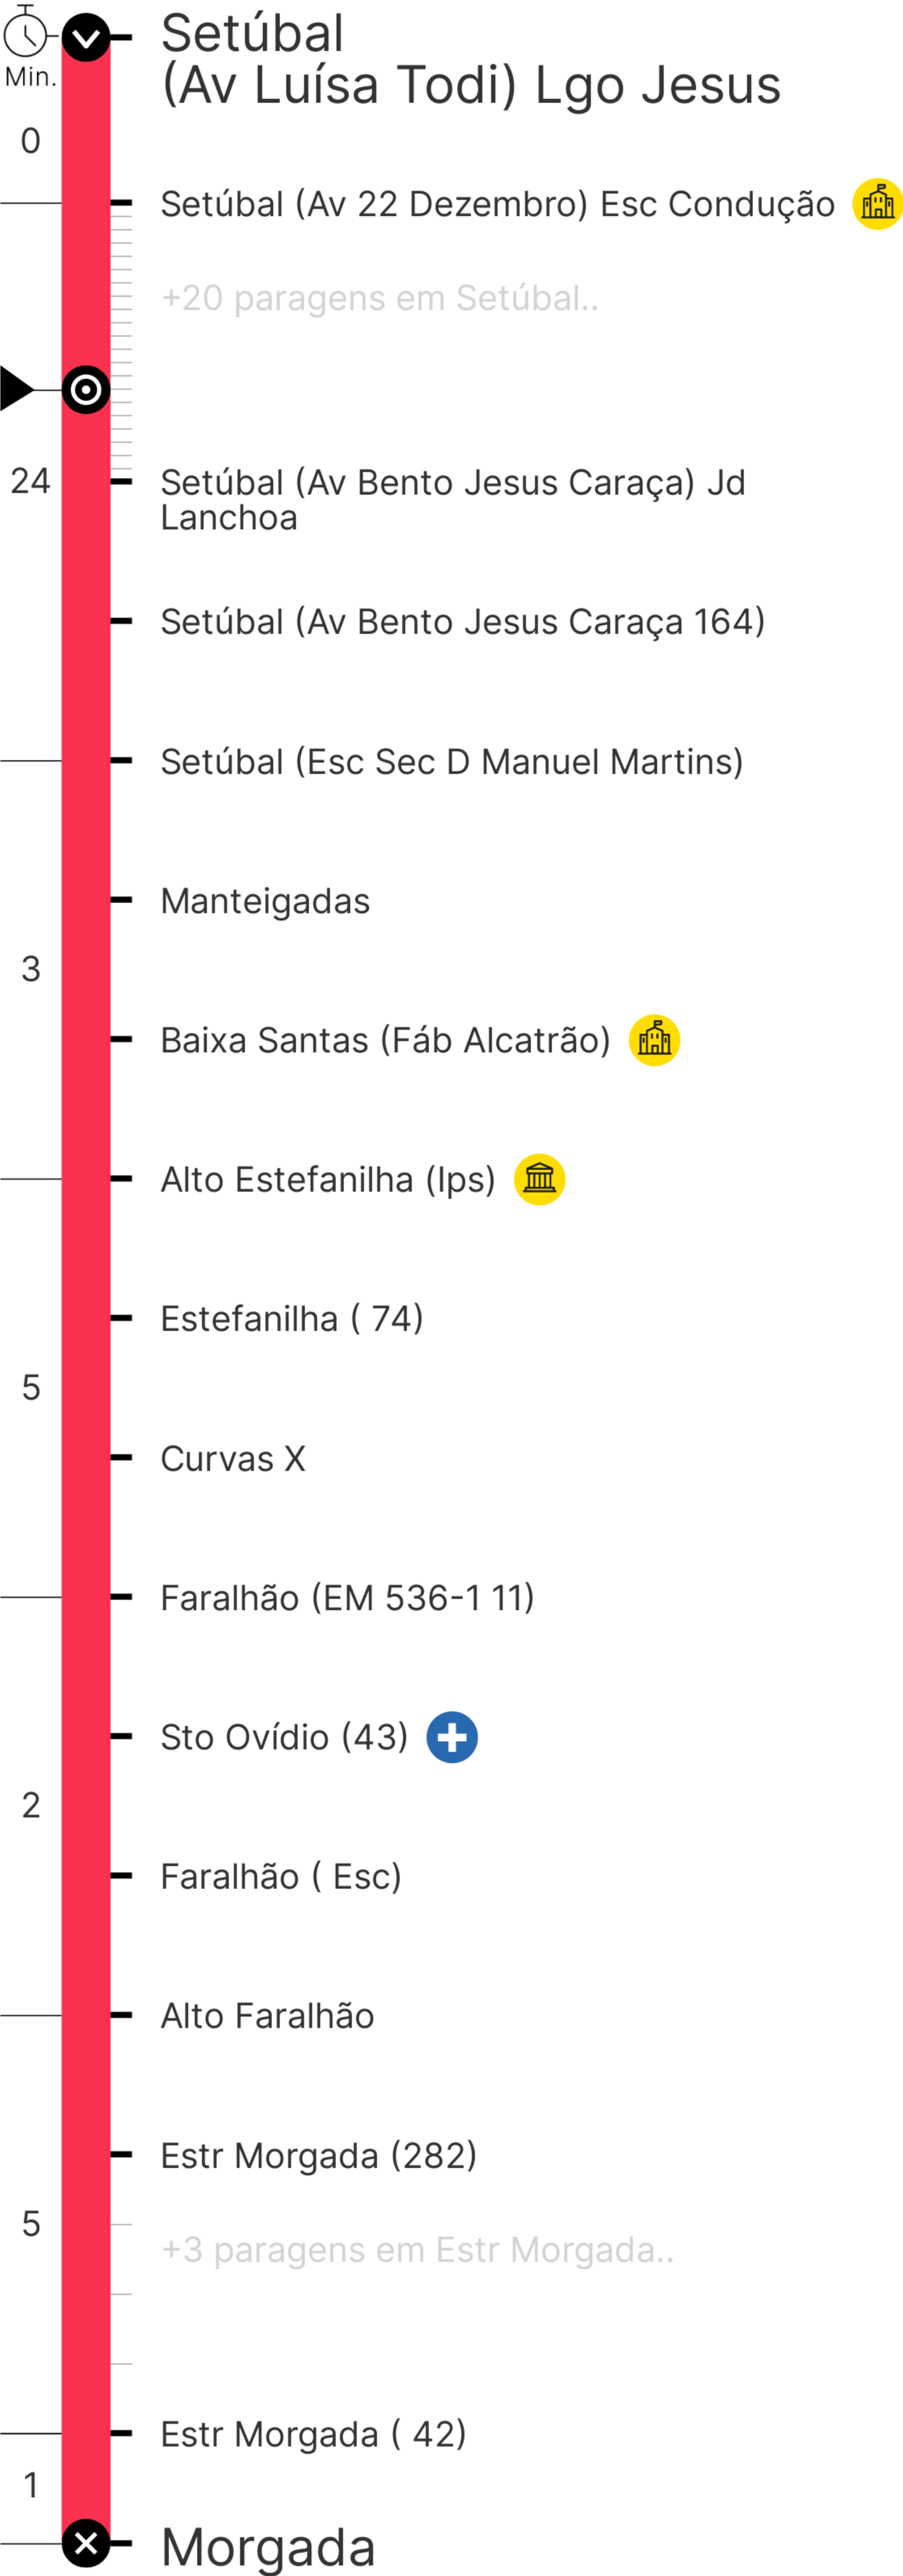 Setúbal
Min.
(Av Luísa Todi) Lgo Jesus
0
Setúbal (Av 22 Dezembro) Esc Condução
+20 paragens em Setúbal..
24
Setúbal (Av Bento Jesus Caraça) Jd
Lanchoa
Setúbal (Av Bento Jesus Caraça 164)
Setúbal (Esc Sec D Manuel Martins)
Manteigadas
3
Baixa Santas (Fáb Alcatrão)
Alto Estefanilha (Ips)
Estefanilha ( 74)
5
Curvas X
Faralhão (EM 536-1 11)
Sto Ovídio (43)
2
Faralhão ( Esc)
Alto Faralhão
Estr Morgada (282)
5
+3 paragens em Estr Morgada..
Estr Morgada ( 42)
1
Morgada